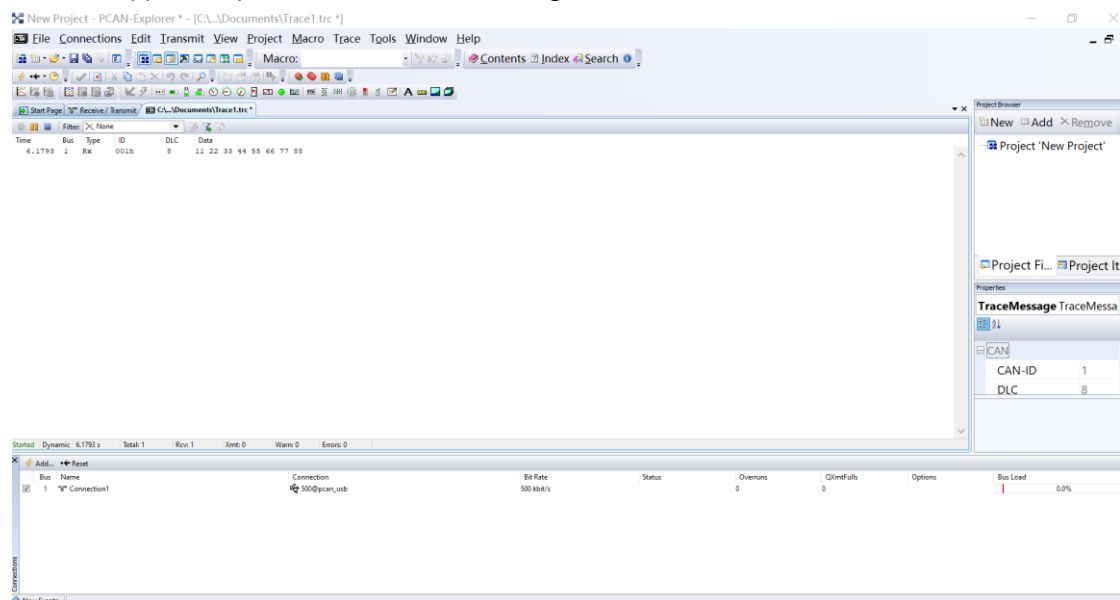 New Project - PCAN-Explorer * - [C:\...\Documents\Trace1.trc *]
File Connections Edit Transmit View Project Macro Trace Tools Window Help
Macro: Contents Index Search
Start Page Receive / Transmit C:\...\Documents\Trace1.trc *
Project Browser
Filter: None
New Add Remove
Time Bus Type ID DLC Data
6.1793 1 Rx 001h 8 11 22 33 44 55 66 77 88
Project 'New Project'
Project Fi... Project It
Properties
TraceMessage TraceMessa
CAN
CAN-ID 1
DLC 8
Started Dynamic 6.1793 s Total: 1 Rcv: 1 Xmt: 0 Warn: 0 Errors: 0
Add... Reset
Bus Name Connection Bit Rate Status Overruns QXmtFulls Options Bus Load
1 Connection1 500@pcan_usb 500 kbit/s 0 0 0.0%
Connections